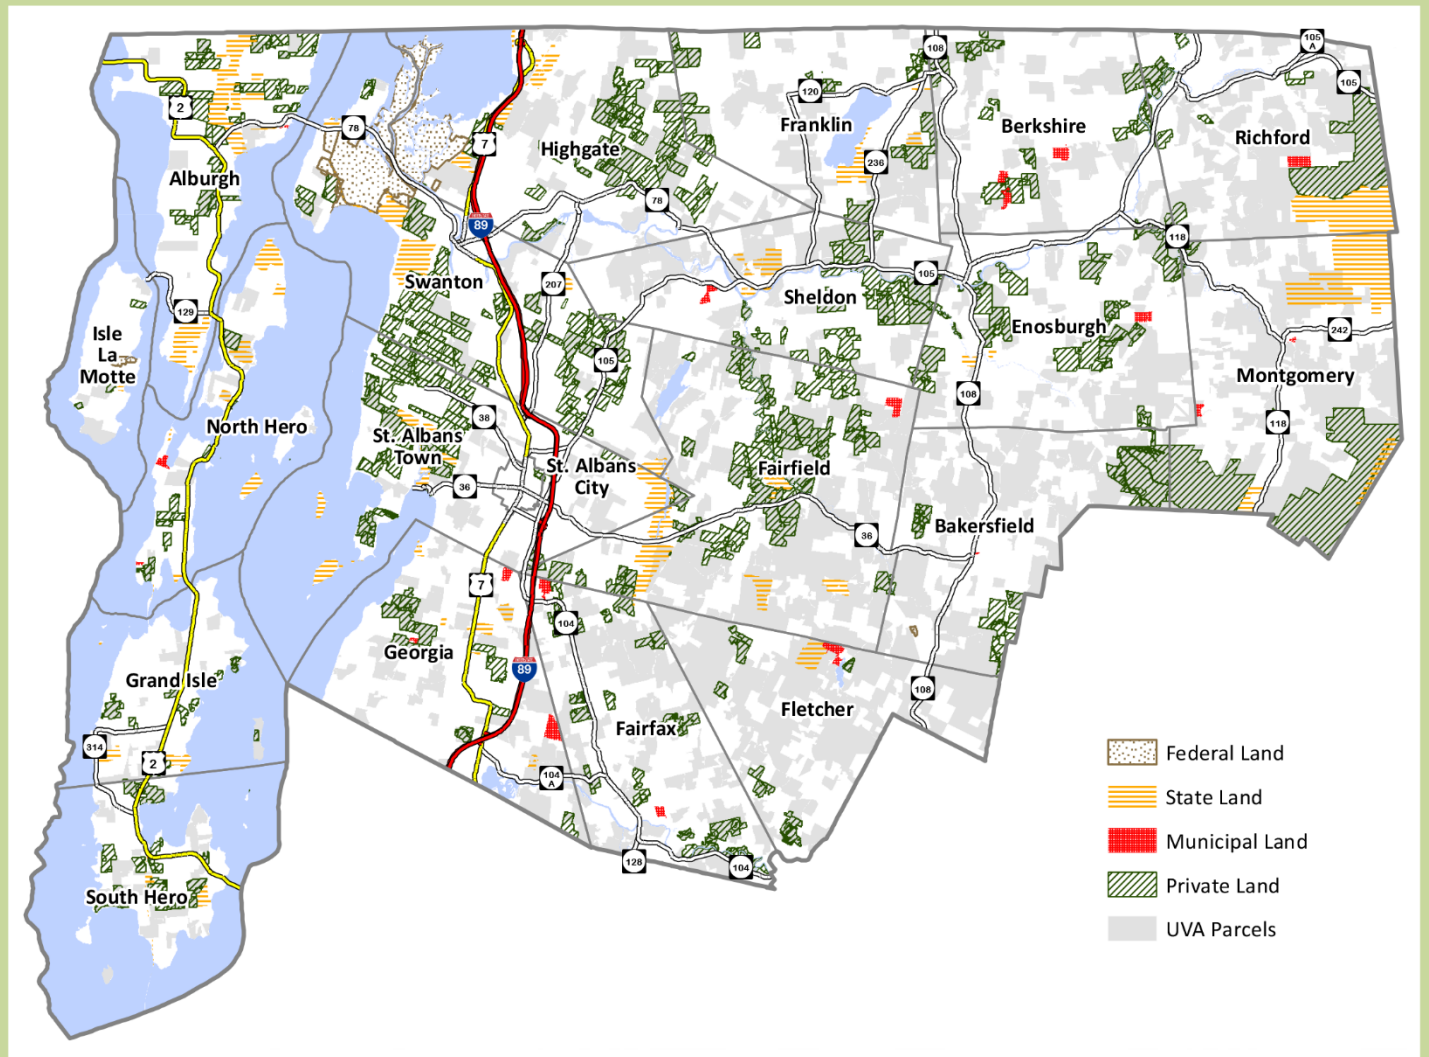 108
105
A
105
2
120
78
7
Franklin
Berkshire
Richford
Highgate
236
Alburgh
78
89
118
Swanton
207
105
Sheldon
129
Isle
La
Motte
Enosburgh
242
105
Montgomery
108
38
118
North Hero
St. Albans
Town
St. Albans
City
Fairfield
36
Bakersfield
36
7
104
Georgia
89
Grand Isle
108
Fletcher
Fairfax
314
2
104
A
128
104
South Hero
Federal Land
State Land
Municipal Land
Private Land
UVA Parcels